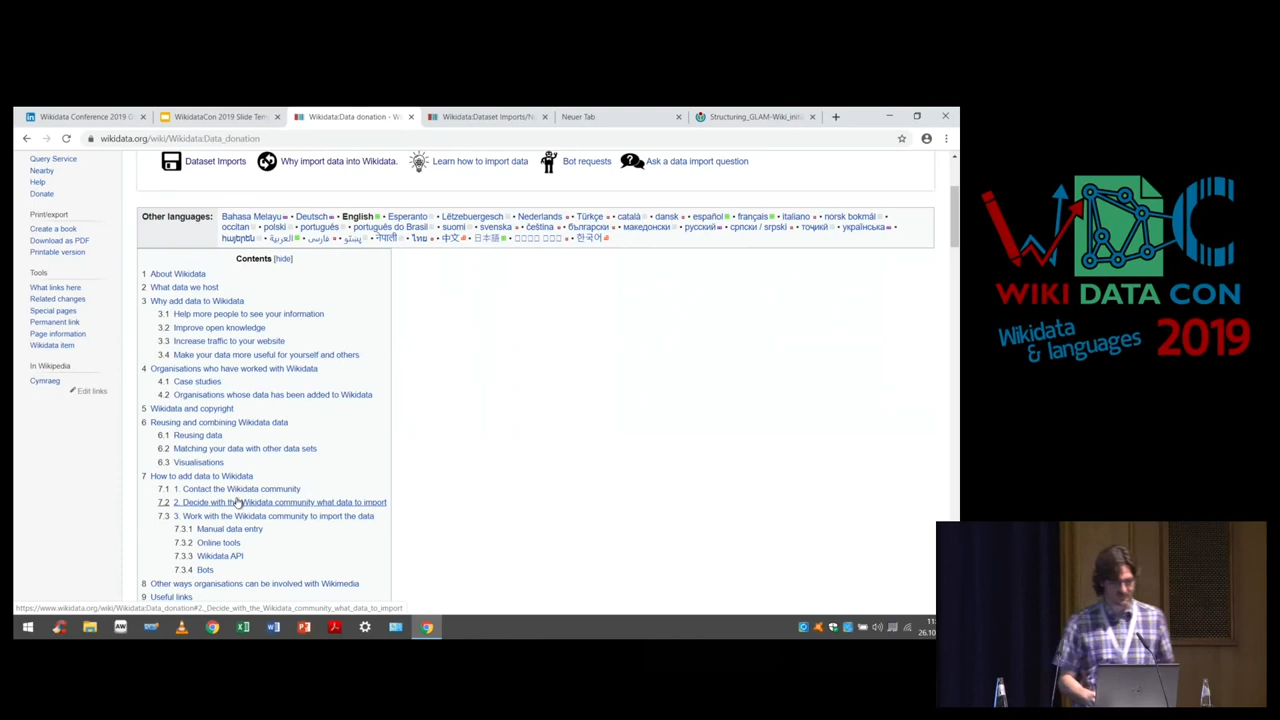 Wikidata Conference 2019 G
WikidataCon 2019 Slide Tem
Wikidata:Data donation - W
Wikidata:Dataset Imports/N
Neuer Tab
Structuring_GLAM-Wiki_initi
wikidata.org/wiki/Wikidata:Data_donation
Query Service
Nearby
Help
Donate
Print/export
Create a book
Download as PDF
Printable version
Tools
What links here
Related changes
Special pages
Permanent link
Page information
Wikidata item
In Wikipedia
Cymraeg
Edit links
Dataset Imports
Why import data into Wikidata.
Learn how to import data
Bot requests
Ask a data import question
Other languages:
Bahasa Melayu • Deutsch • English • Esperanto • Lëtzebuergesch • Nederlands • Türkçe • català • dansk • español • français • italiano • norsk bokmål •
occitan • polski • português • português do Brasil • suomi • svenska • čeština • български • македонски • русский • српски / srpski • тоҷикӣ • українська •
հայերեն • العربية • فارسی • پښتو • नेपाली • ไทย • 中文 • 日本語 • • 한국어
Contents [hide]
1 About Wikidata
2 What data we host
3 Why add data to Wikidata
3.1 Help more people to see your information
3.2 Improve open knowledge
3.3 Increase traffic to your website
3.4 Make your data more useful for yourself and others
4 Organisations who have worked with Wikidata
4.1 Case studies
4.2 Organisations whose data has been added to Wikidata
5 Wikidata and copyright
6 Reusing and combining Wikidata data
6.1 Reusing data
6.2 Matching your data with other data sets
6.3 Visualisations
7 How to add data to Wikidata
7.1 1. Contact the Wikidata community
7.2 2. Decide with the Wikidata community what data to import
7.3 3. Work with the Wikidata community to import the data
7.3.1 Manual data entry
7.3.2 Online tools
7.3.3 Wikidata API
7.3.4 Bots
8 Other ways organisations can be involved with Wikimedia
9 Useful links
https://www.wikidata.org/wiki/Wikidata:Data_donation#2._Decide_with_the_Wikidata_community_what_data_to_import
AW
26.10
WDC
WIKI DATA CON
Wikidata
& languages
2019